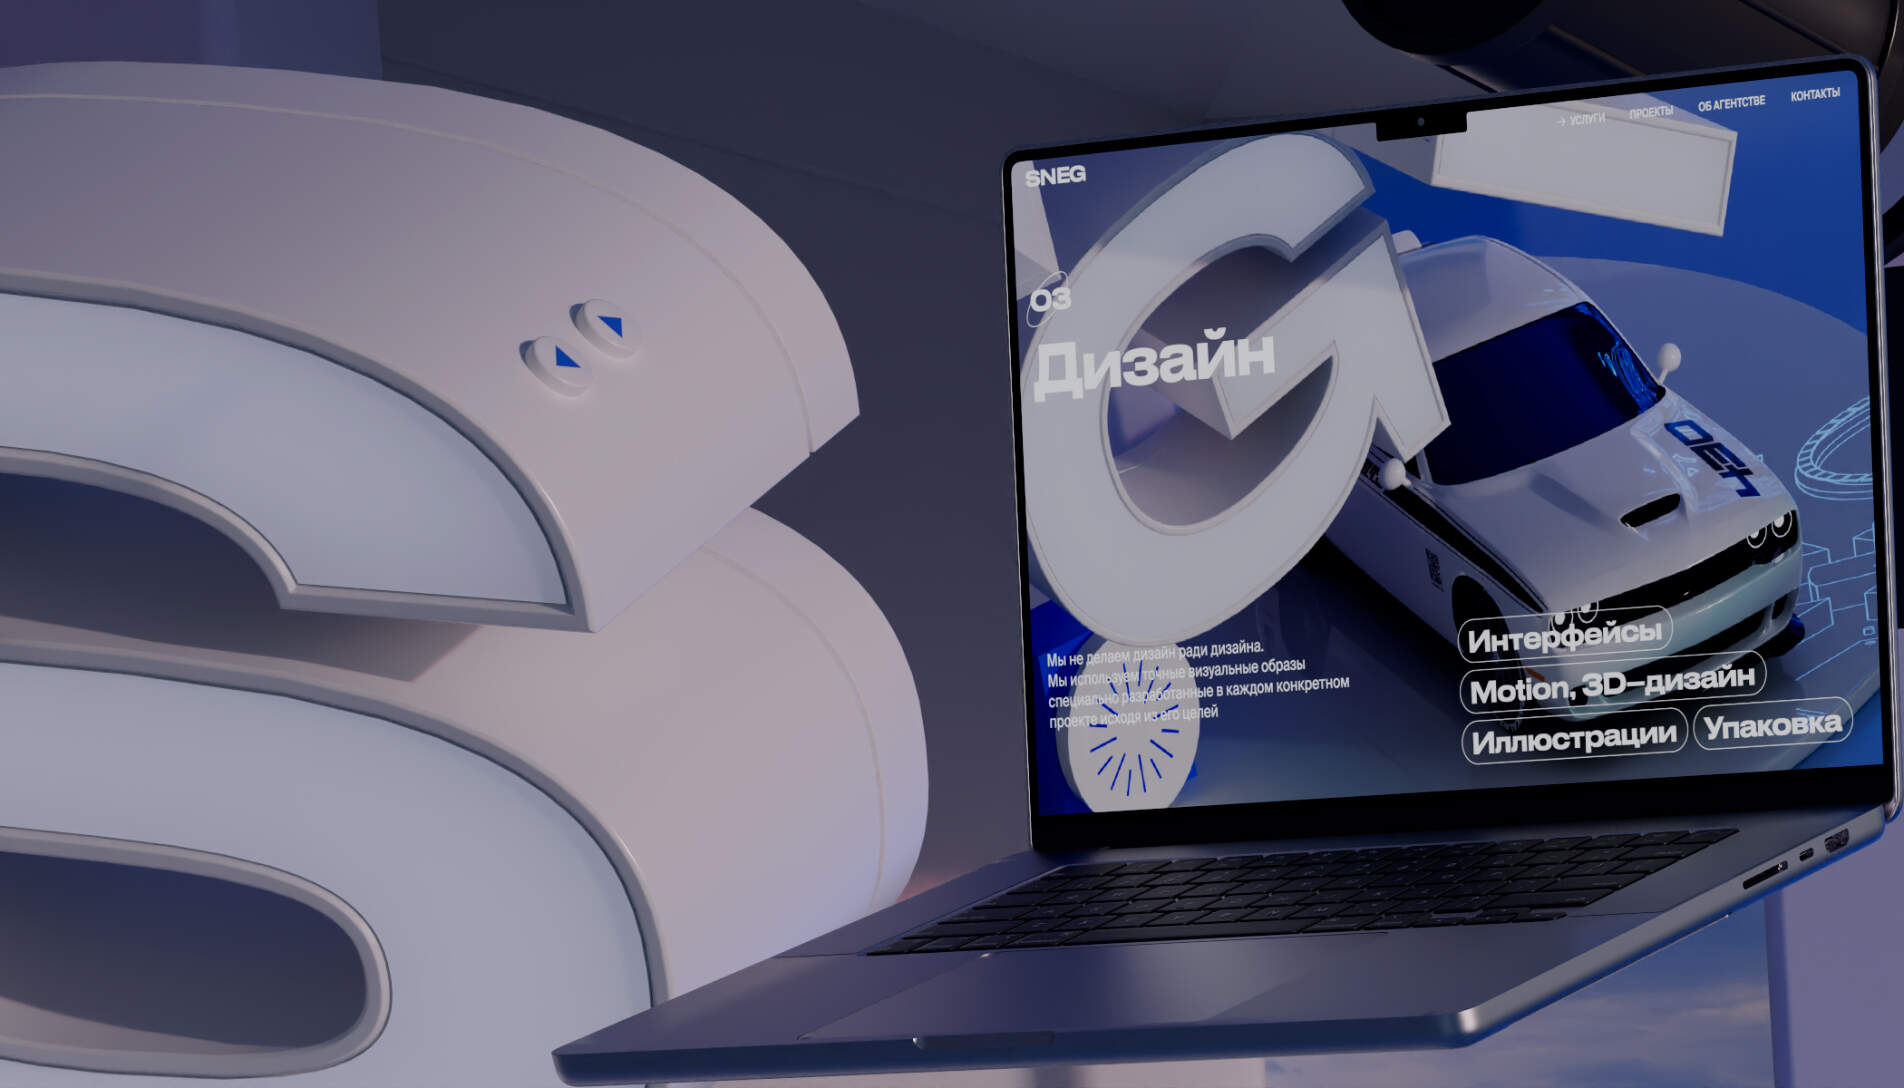 → УСЛУГИ ПРОЕКТЫ ОБ АГЕНТСТВЕ КОНТАКТЫ
SNEG
03
Дизайн
Мы не делаем дизайн ради дизайна.
Мы используем точные визуальные образы
специально разработанные в каждом конкретном
проекте исходя из его целей
Интерфейсы
Motion, 3D–дизайн
Иллюстрации Упаковка